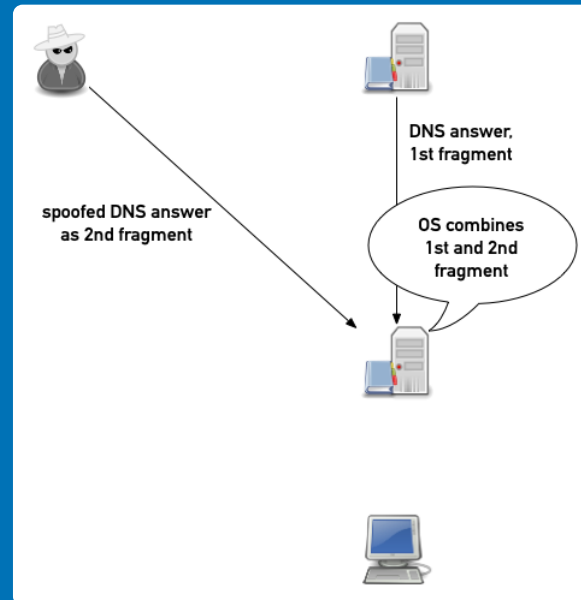 DNS answer,
1st fragment
spoofed DNS answer
as 2nd fragment
OS combines
1st and 2nd
fragment